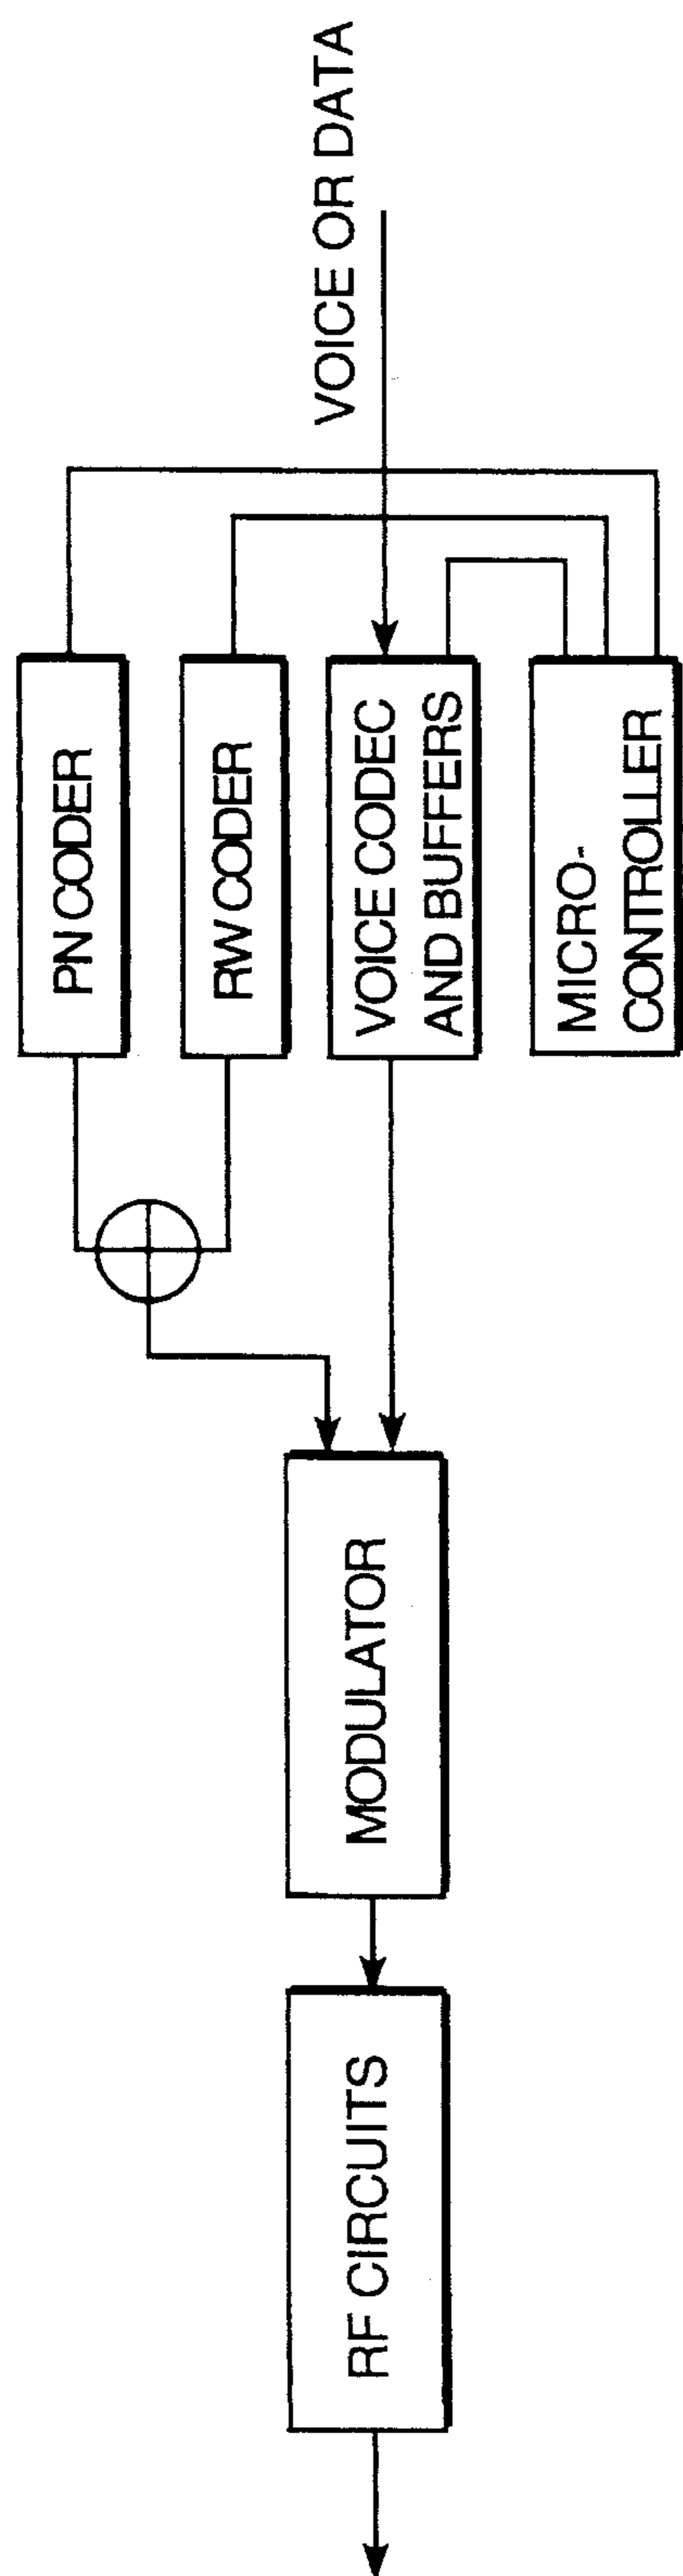 VOICE OR DATA
PN CODER
RW CODER
VOICE CODEC
AND BUFFERS
MICRO-
CONTROLLER
MODULATOR
RF CIRCUITS